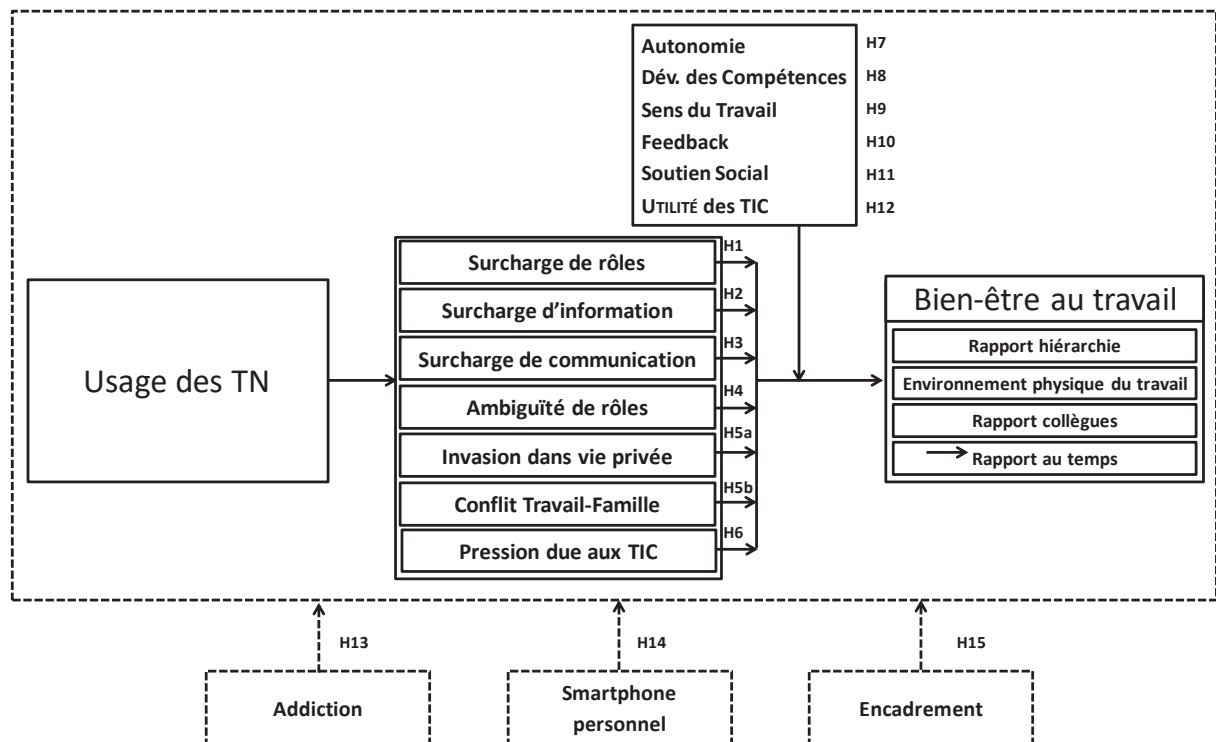 Autonomie H7
Dév. des Compétences H8
Sens du Travail H9
Feedback H10
Soutien Social H11
UTILITÉ des TIC H12
Usage des TN
Surcharge de rôles H1
Surcharge d’information H2
Surcharge de communication H3
Ambiguïté de rôles H4
Invasion dans vie privée H5a
Conflit Travail-Famille H5b
Pression due aux TIC H6
Bien-être au travail
Rapport hiérarchie
Environnement physique du travail
Rapport collègues
Rapport au temps
H13
H14
H15
Addiction
Smartphone
personnel
Encadrement